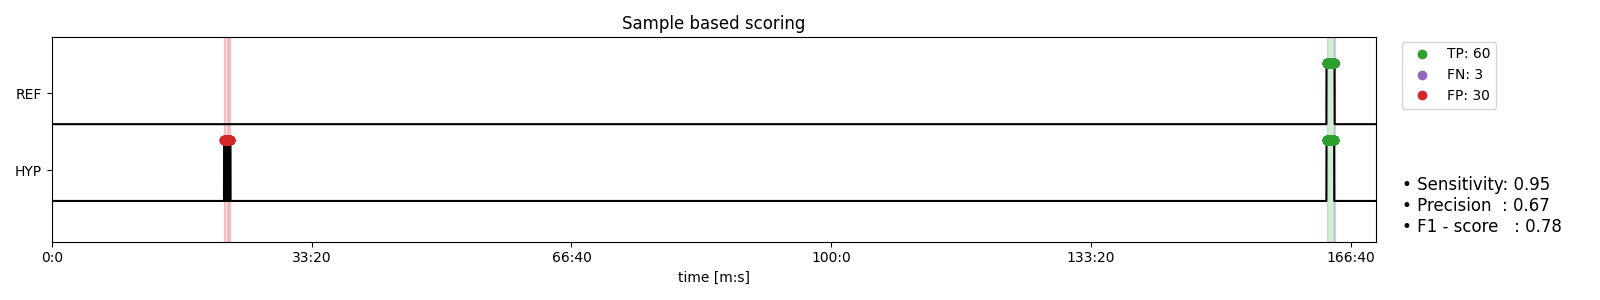 Sample based scoring
REF
HYP
0:0
33:20
66:40
100:0
133:20
166:40
time [m:s]
TP: 60
FN: 3
FP: 30
• Sensitivity: 0.95
• Precision  : 0.67
• F1 - score   : 0.78